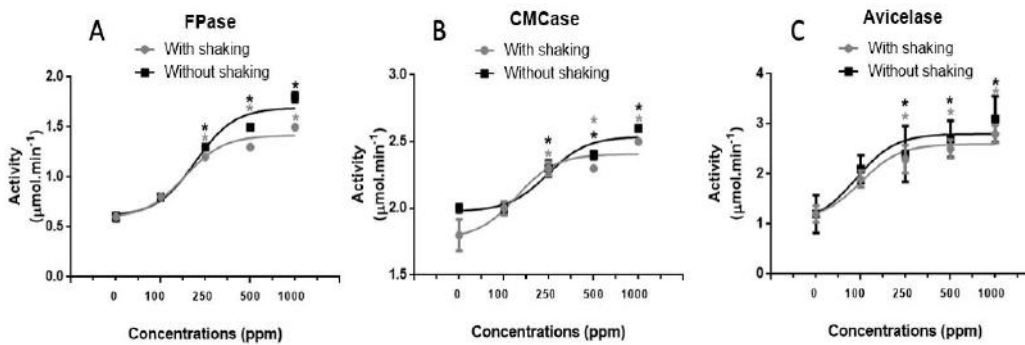 A
FPase
With shaking
Without shaking
2.0
1.5
1.0
0.5
0.0
Activity
(µmol.min⁻¹)
0 100 250 500 1000
Concentrations (ppm)
B
CMCase
With shaking
Without shaking
3.0
2.5
2.0
1.5
Activity
(µmol.min⁻¹)
0 100 250 500 1000
Concentrations (ppm)
C
Avicelase
With shaking
Without shaking
4
3
2
1
0
Activity
(µmol.min⁻¹)
0 100 250 500 1000
Concentrations (ppm)